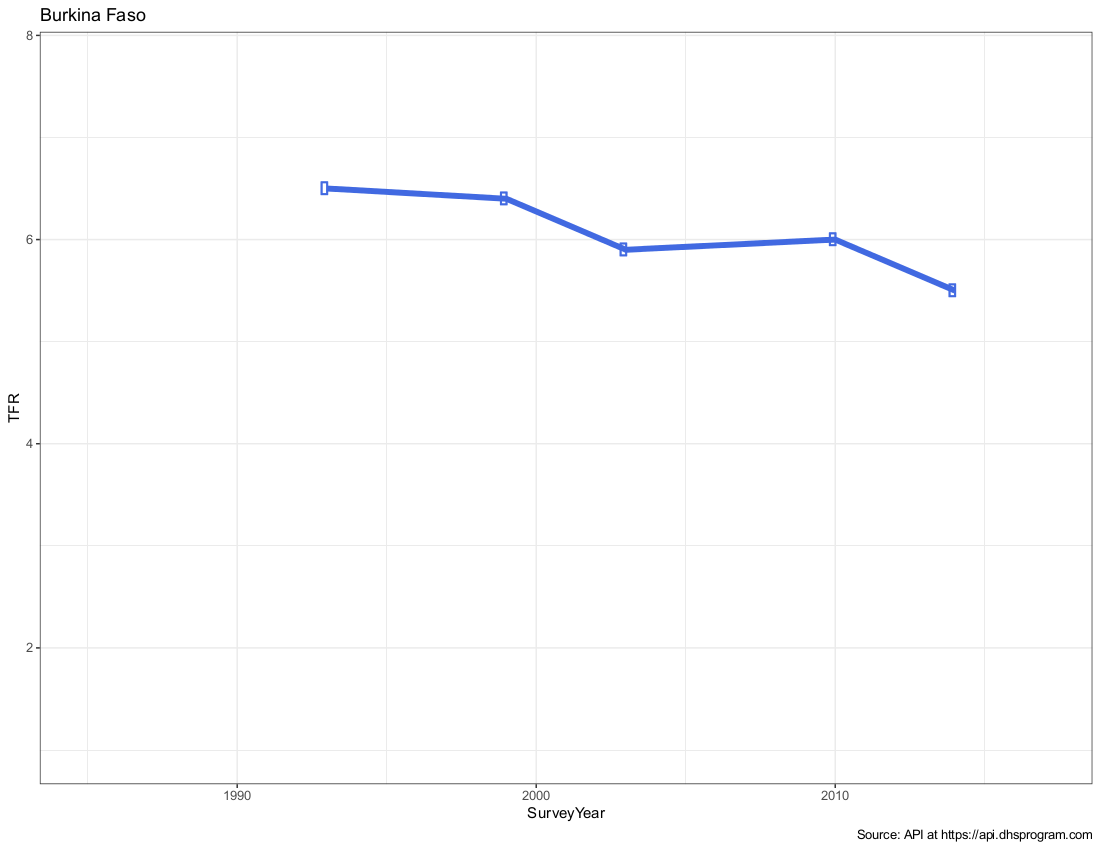 Burkina Faso
8
6
4
2
TFR
1990 2000 2010
SurveyYear
Source: API at https://api.dhsprogram.com